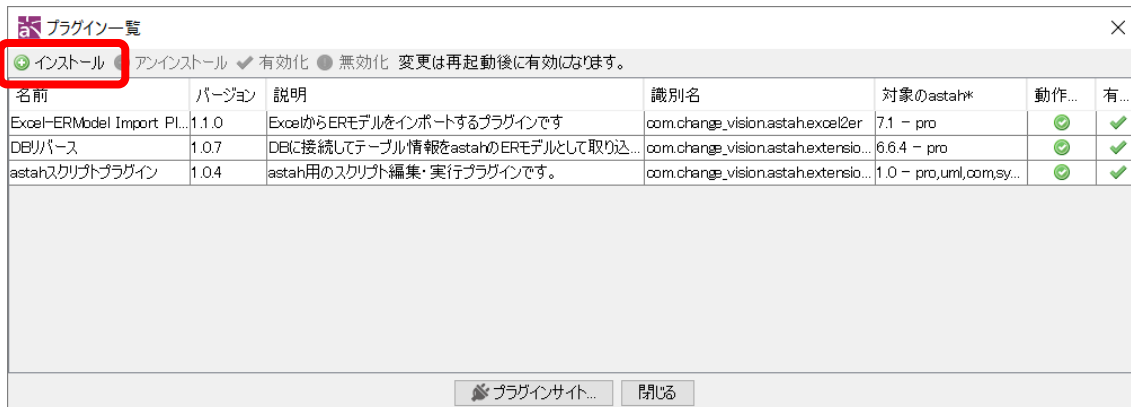 プラグイン一覧
インストール アンインストール 有効化 無効化 変更は再起動後に有効になります。
名前 バージョン 説明 識別名 対象のastah* 動作... 有...
Excel-ERModel Import Pl... 1.1.0 ExcelからERモデルをインポートするプラグインです com.change_vision.astah.excel2er 7.1 - pro
DBリバース 1.0.7 DBに接続してテーブル情報をastahのERモデルとして取り込... com.change_vision.astah.extensio... 6.6.4 - pro
astahスクリプトプラグイン 1.0.4 astah用のスクリプト編集・実行プラグインです。 com.change_vision.astah.extensio... 1.0 - pro,uml,com,sy...
プラグインサイト... 閉じる